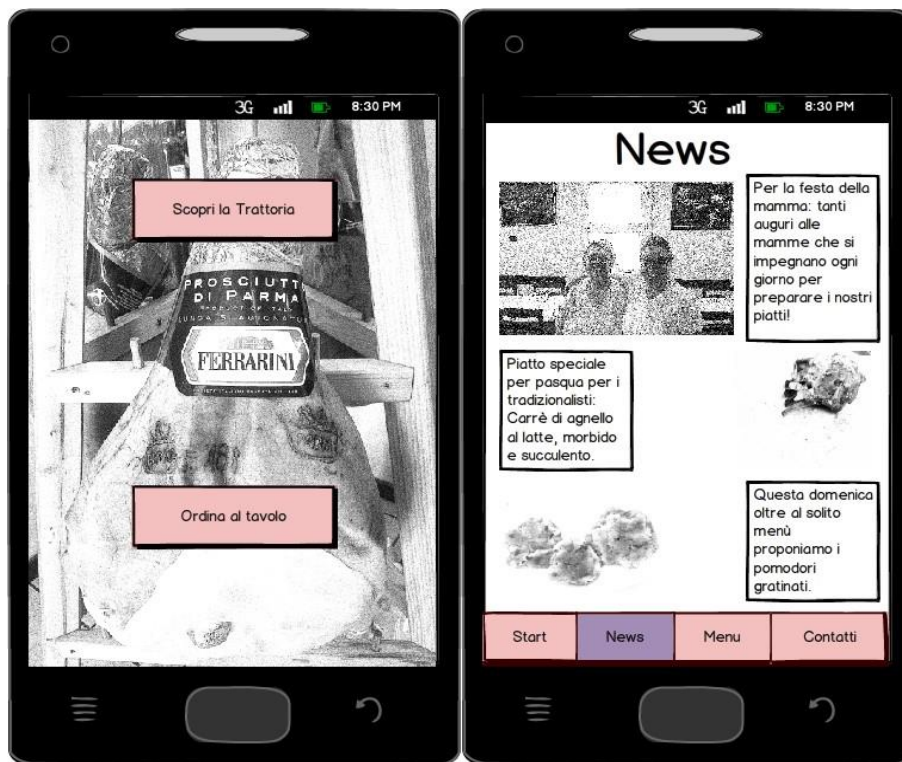 3G 8:30 PM
Scopri la Trattoria
PROSCIUTT
DI PARMA
FERRARINI
Ordina al tavolo
3G 8:30 PM
News
Per la festa della
mamma: tanti
auguri alle
mamme che si
impegnano ogni
giorno per
preparare i nostri
piatti!
Piatto speciale
per pasqua per i
tradizionalisti:
Carrè di agnello
al latte, morbido
e succulento.
Questa domenica
oltre al solito
menù
proponiamo i
pomodori
gratinati.
Start News Menu Contatti